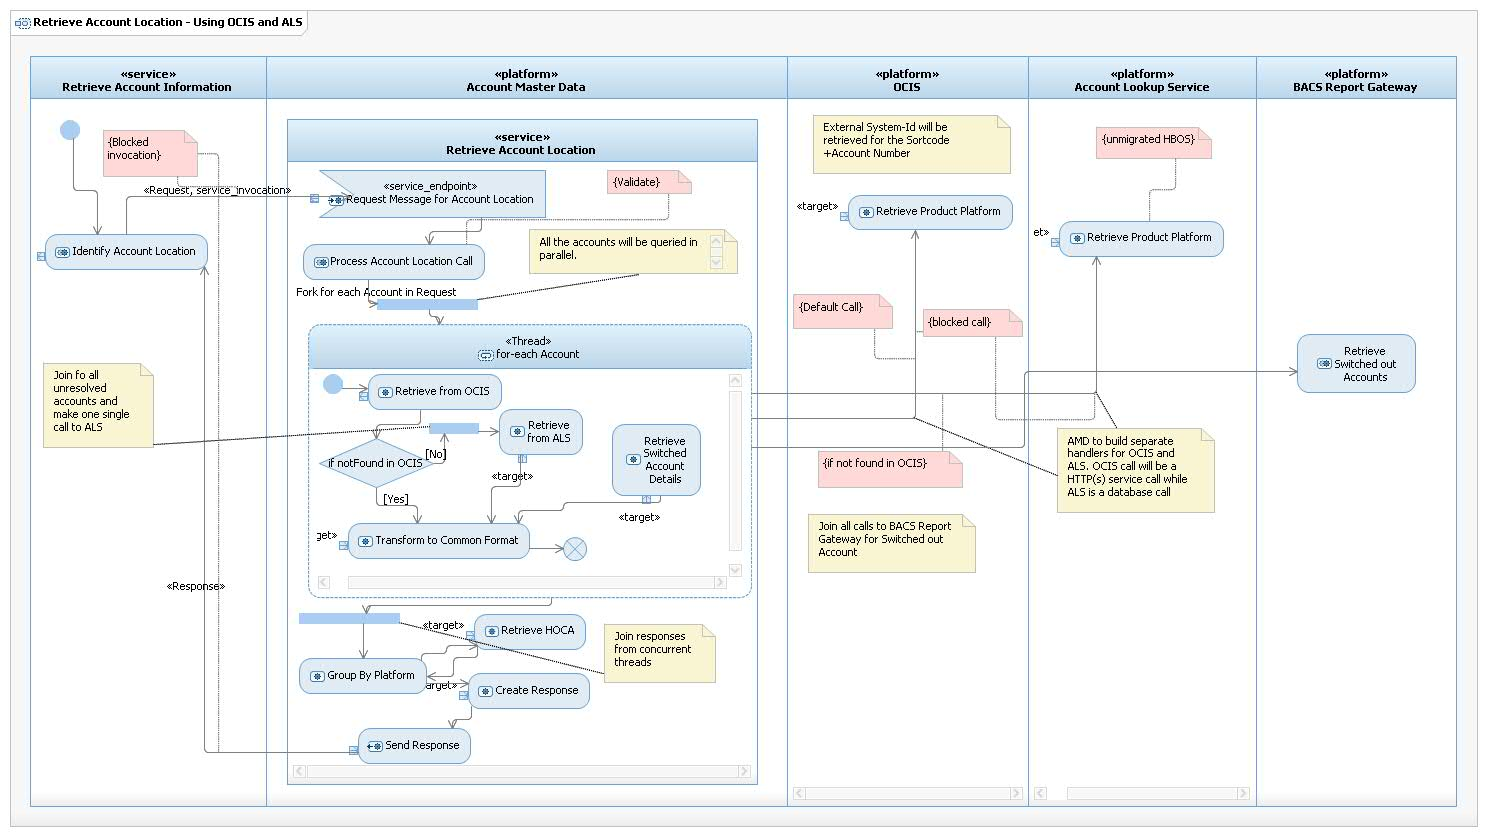 Retrieve Account Location - Using OCIS and ALS
«service»
Retrieve Account Information
«platform»
Account Master Data
«platform»
OCIS
«platform»
Account Lookup Service
«platform»
BACS Report Gateway
{Blocked
invocation}
«Request, service_invocation»
Identify Account Location
Join fo all
unresolved
accounts and
make one single
call to ALS
«Response»
«service»
Retrieve Account Location
«service_endpoint»
Request Message for Account Location
{Validate}
Process Account Location Call
All the accounts will be queried in
parallel.
Fork for each Account in Request
«Thread»
for-each Account
Retrieve from OCIS
Retrieve
from ALS
if notFound in OCIS
[No]
[Yes]
«target»
Retrieve
Switched
Account
Details
«target»
get»
Transform to Common Format
«target»
Retrieve HOCA
Join responses
from concurrent
threads
Group By Platform
arget»
Create Response
Send Response
External System-Id will be
retrieved for the Sortcode
+Account Number
«target»
Retrieve Product Platform
{Default Call}
{blocked call}
{if not found in OCIS}
Join all calls to BACS Report
Gateway for Switched out
Account
{unmigrated HBOS}
et»
Retrieve Product Platform
AMD to build separate
handlers for OCIS and
ALS. OCIS call will be a
HTTP(s) service call while
ALS is a database call
Retrieve
Switched out
Accounts